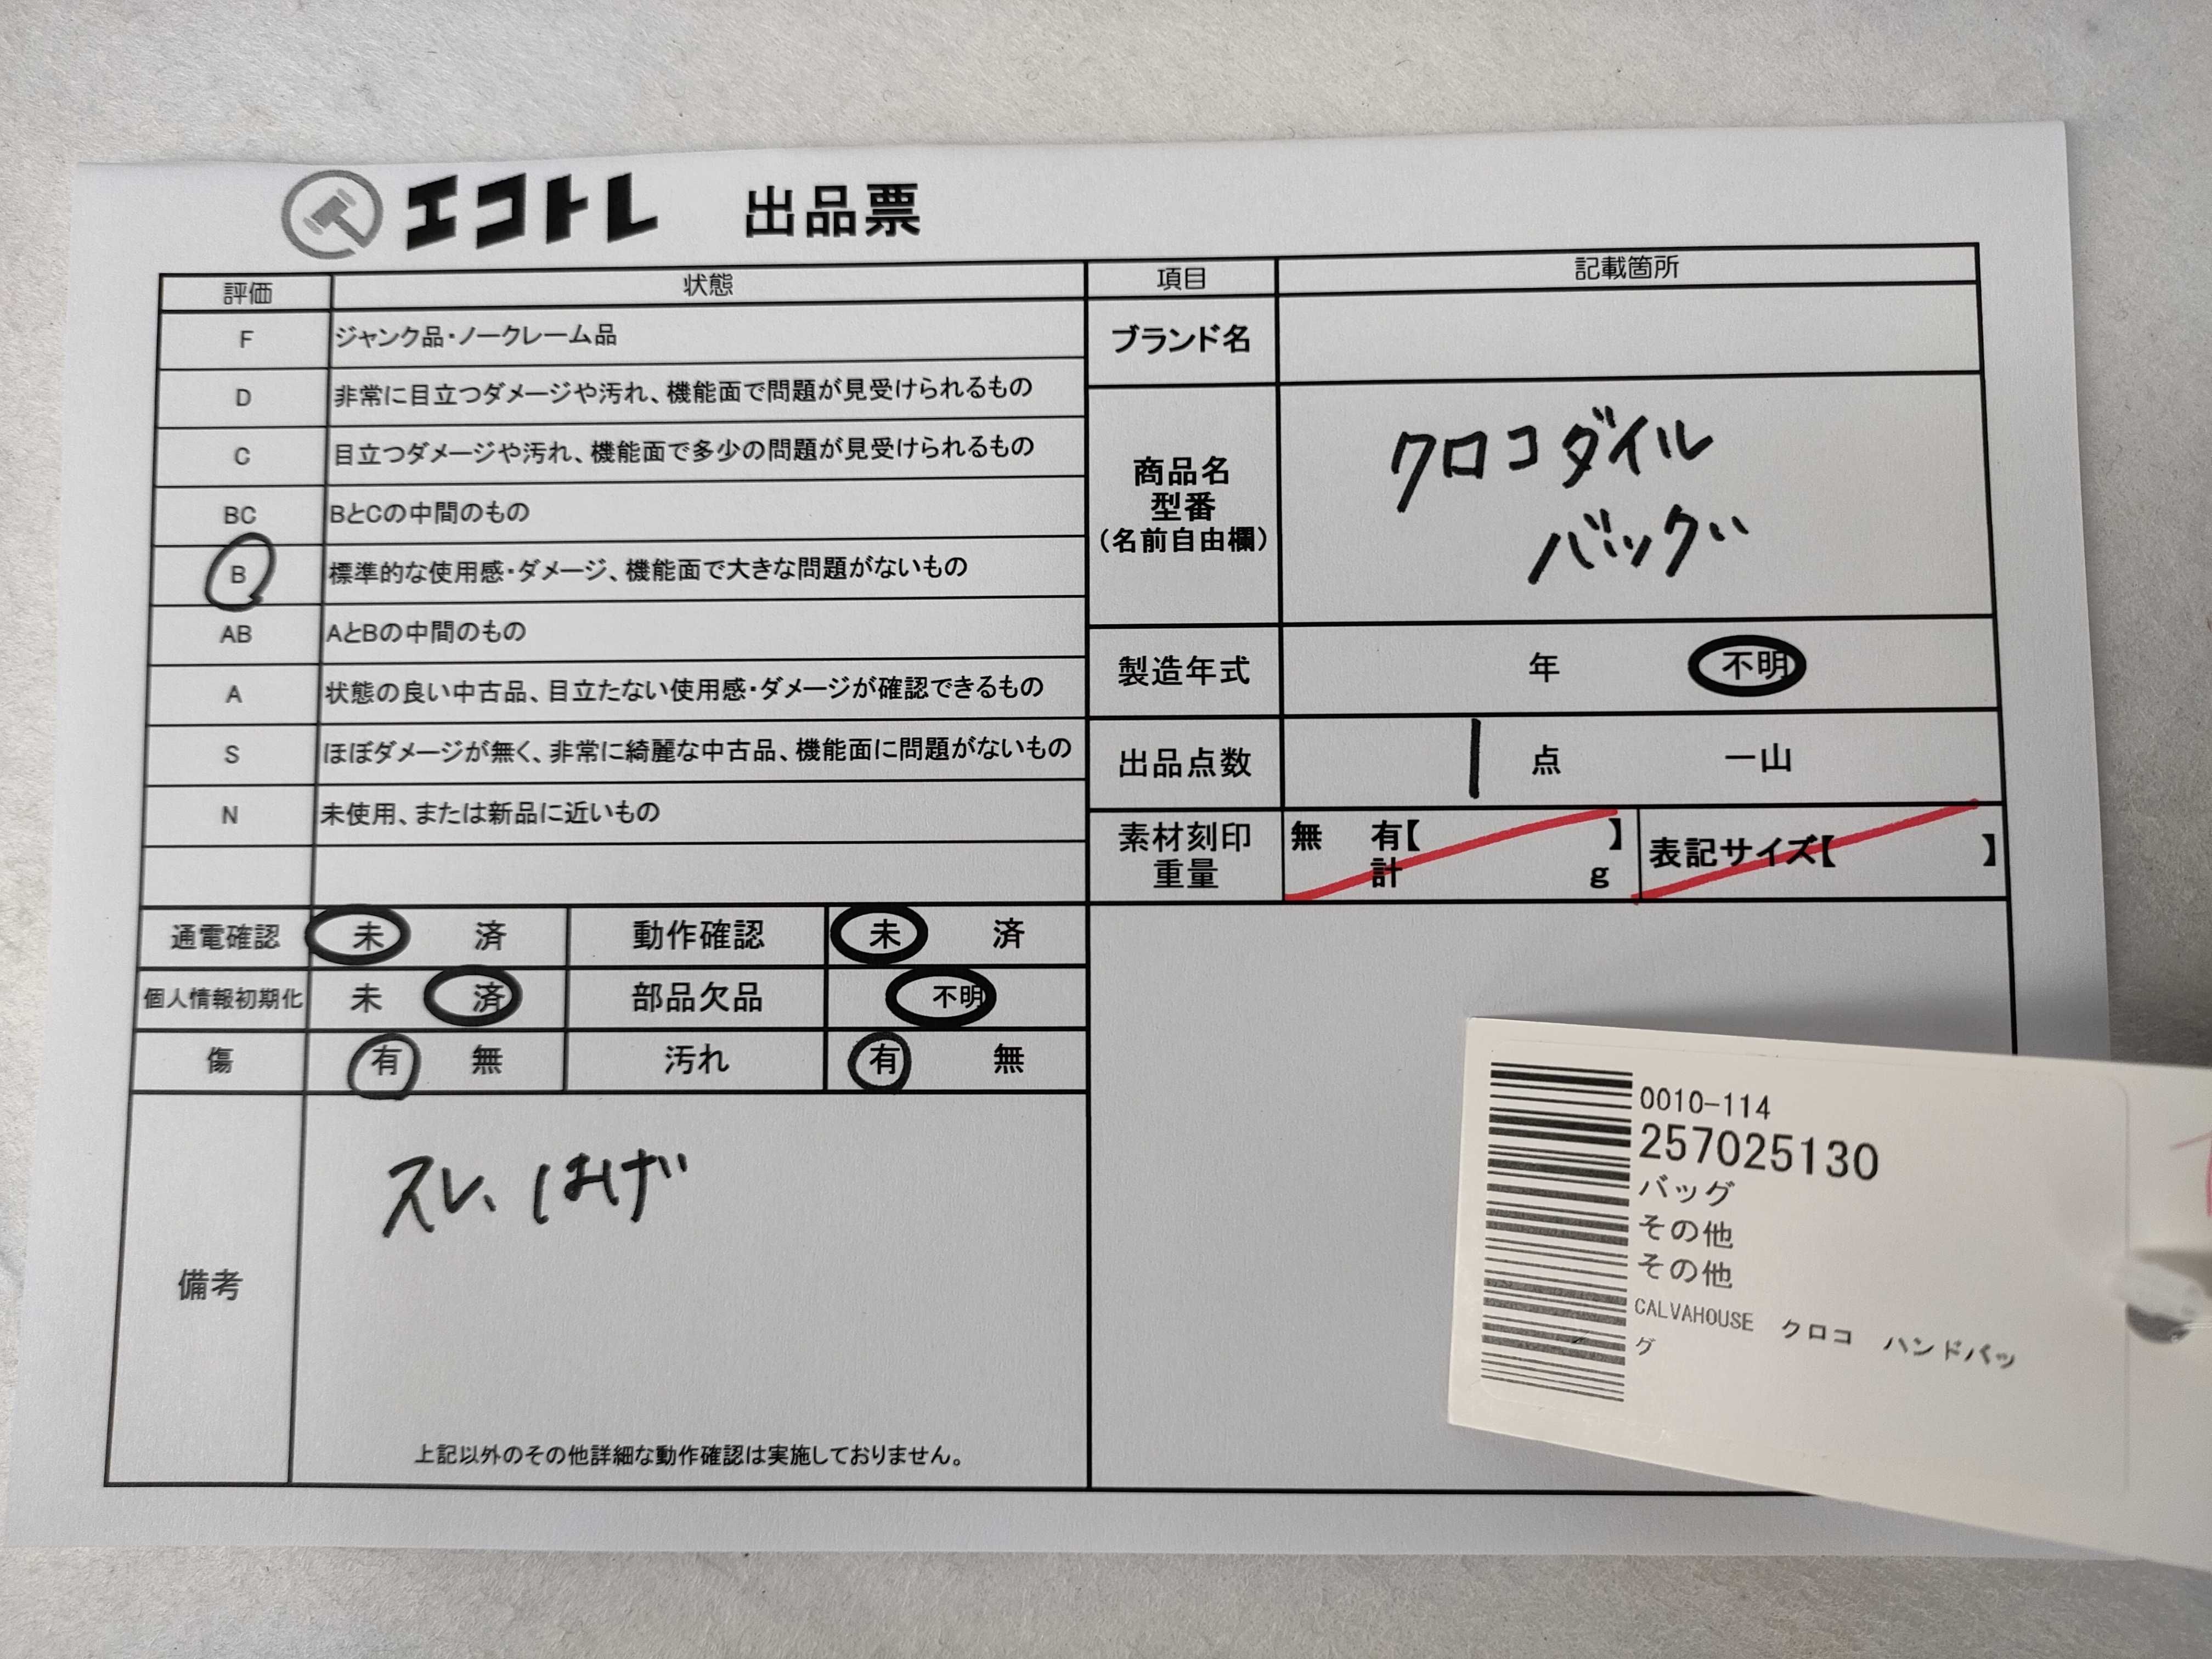 エコトレ 出品票
評価 状態
F ジャンク品・ノークレーム品
D 非常に目立つダメージや汚れ、機能面で問題が見受けられるもの
C 目立つダメージや汚れ、機能面で多少の問題が見受けられるもの
BC BとCの中間のもの
B 標準的な使用感・ダメージ、機能面で大きな問題がないもの
AB AとBの中間のもの
A 状態の良い中古品、目立たない使用感・ダメージが確認できるもの
S ほぼダメージが無く、非常に綺麗な中古品、機能面に問題がないもの
N 未使用、または新品に近いもの
項目 記載箇所
ブランド名
商品名
型番
(名前自由欄)
クロコダイル
バッグ
製造年式 年 不明
出品点数 1 点 一山
素材刻印
重量
無 有【 】
計 g
表記サイズ【 】
通電確認 未 済 動作確認 未 済
個人情報初期化 未 済 部品欠品 不明
傷 有 無 汚れ 有 無
備考
スレ、はげ
上記以外のその他詳細な動作確認は実施しておりません。
0010-114
257025130
バッグ
その他
その他
CALVAHOUSE クロコ ハンドバッ
グ